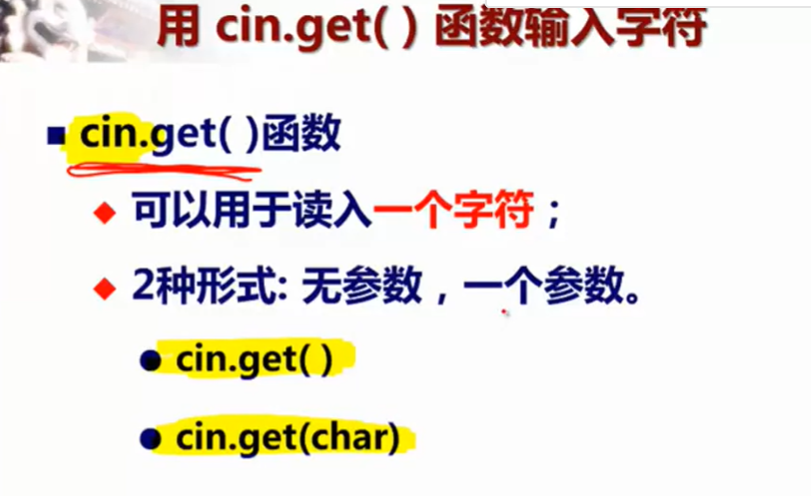 用 cin.get( ) 函数输入字符
cin.get( )函数
可以用于读入一个字符；
2种形式: 无参数，一个参数。
cin.get( )
cin.get(char)